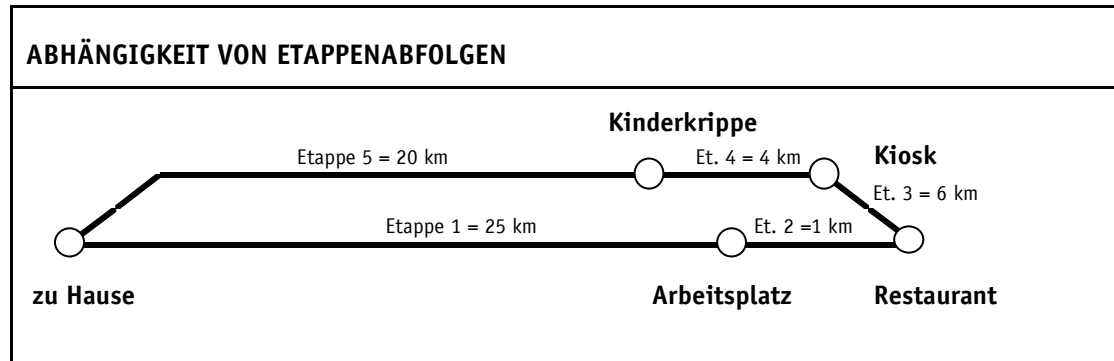 ABHÄNGIGKEIT VON ETAPPENABFOLGEN
Kinderkrippe
Etappe 5 = 20 km
Et. 4 = 4 km
Kiosk
Et. 3 = 6 km
Etappe 1 = 25 km
Et. 2 =1 km
zu Hause
Arbeitsplatz
Restaurant